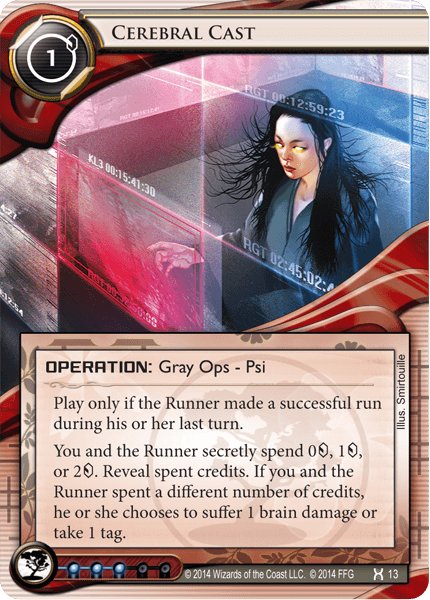 1
CEREBRAL CAST
RGT 00:12:59:23
KL3 00:15:41:30
RGT 02:45:02:4
OPERATION: Gray Ops - Psi
Play only if the Runner made a successful run
during his or her last turn.
You and the Runner secretly spend 0, 1,
or 2. Reveal spent credits. If you and the
Runner spent a different number of credits,
he or she chooses to suffer 1 brain damage or
take 1 tag.
Illus. Smirtouille
© 2014 Wizards of the Coast LLC. © 2014 FFG
13